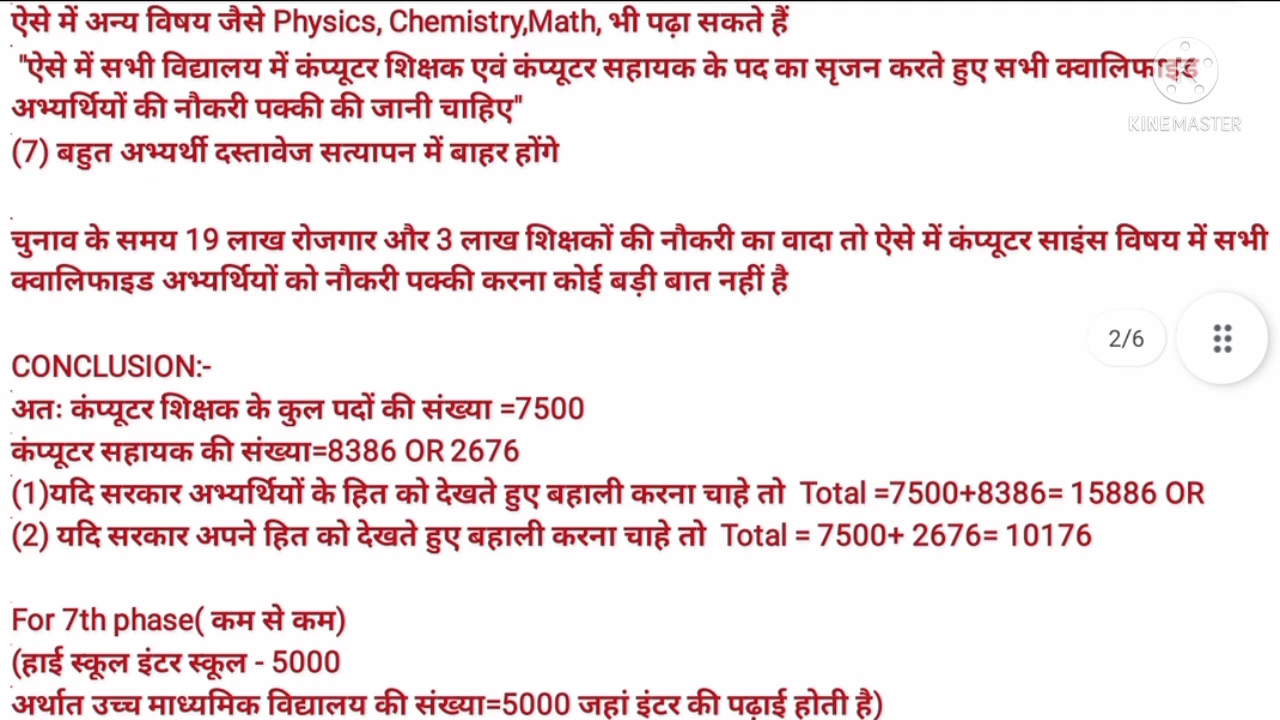 ऐसे में अन्य विषय जैसे Physics, Chemistry,Math, भी पढ़ा सकते हैं
"ऐसे में सभी विद्यालय में कंप्यूटर शिक्षक एवं कंप्यूटर सहायक के पद का सृजन करते हुए सभी क्वालिफाइड
अभ्यर्थियों की नौकरी पक्की की जानी चाहिए"
KINEMASTER
(7) बहुत अभ्यर्थी दस्तावेज सत्यापन में बाहर होंगे
चुनाव के समय 19 लाख रोजगार और 3 लाख शिक्षकों की नौकरी का वादा तो ऐसे में कंप्यूटर साइंस विषय में सभी
क्वालिफाइड अभ्यर्थियों को नौकरी पक्की करना कोई बड़ी बात नहीं है
2/6
CONCLUSION:-
अतः कंप्यूटर शिक्षक के कुल पदों की संख्या =7500
कंप्यूटर सहायक की संख्या=8386 OR 2676
(1)यदि सरकार अभ्यर्थियों के हित को देखते हुए बहाली करना चाहे तो Total =7500+8386= 15886 OR
(2) यदि सरकार अपने हित को देखते हुए बहाली करना चाहे तो Total = 7500+ 2676= 10176
For 7th phase( कम से कम)
(हाई स्कूल इंटर स्कूल - 5000
अर्थात उच्च माध्यमिक विद्यालय की संख्या=5000 जहां इंटर की पढ़ाई होती है)